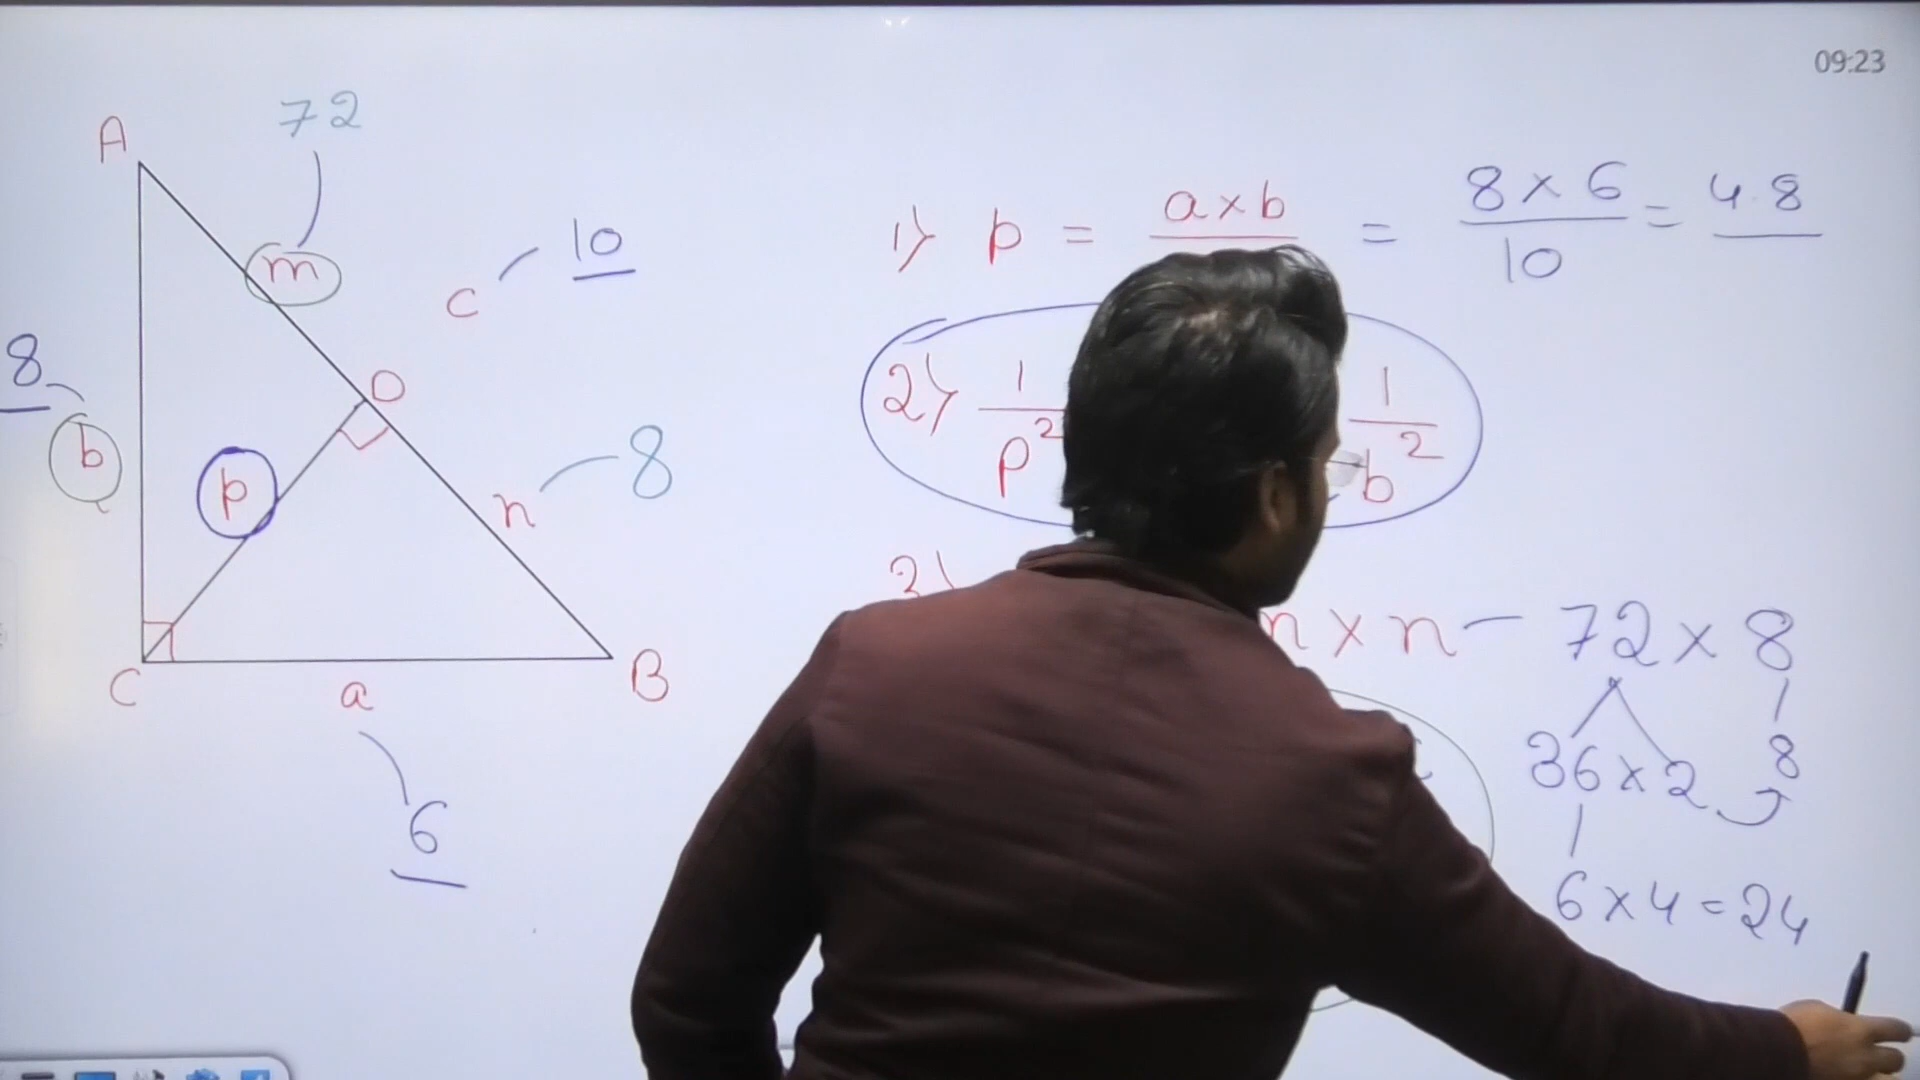 09:23
A
72
m
c
10
8
b
p
D
n
8
C
a
B
6
1) p = a×b = 8×6 / 10 = 4.8
2) 1/p² 1/b²
3)
m×n - 72×8
36×2 8
6×4=24